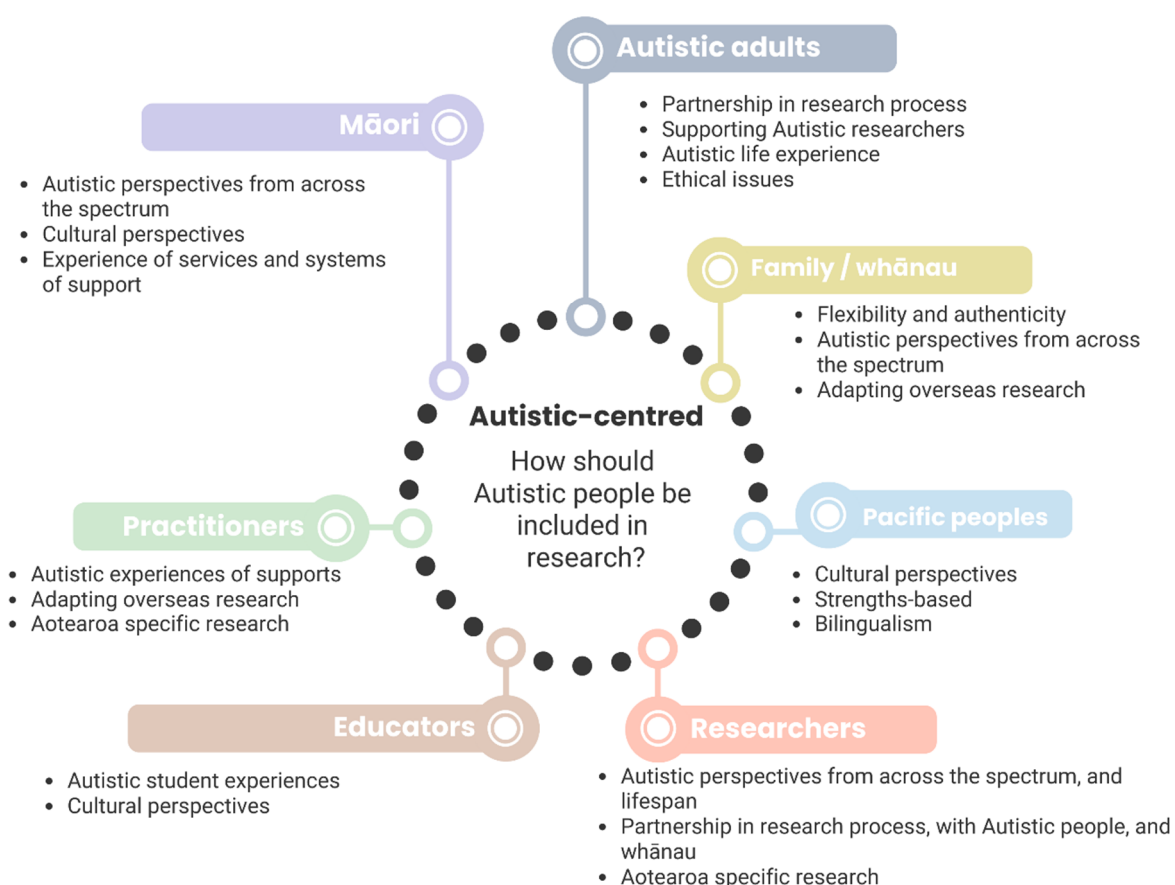 Autistic adults
• Partnership in research process
• Supporting Autistic researchers
• Autistic life experience
• Ethical issues
Māori
• Autistic perspectives from across
the spectrum
• Cultural perspectives
• Experience of services and systems
of support
Family / whānau
• Flexibility and authenticity
• Autistic perspectives from across
the spectrum
• Adapting overseas research
Autistic-centred
How should
Autistic people be
included in
research?
Practitioners
• Autistic experiences of supports
• Adapting overseas research
• Aotearoa specific research
Pacific peoples
• Cultural perspectives
• Strengths-based
• Bilingualism
Educators
• Autistic student experiences
• Cultural perspectives
Researchers
• Autistic perspectives from across the spectrum, and
lifespan
• Partnership in research process, with Autistic people, and
whānau
• Aotearoa specific research